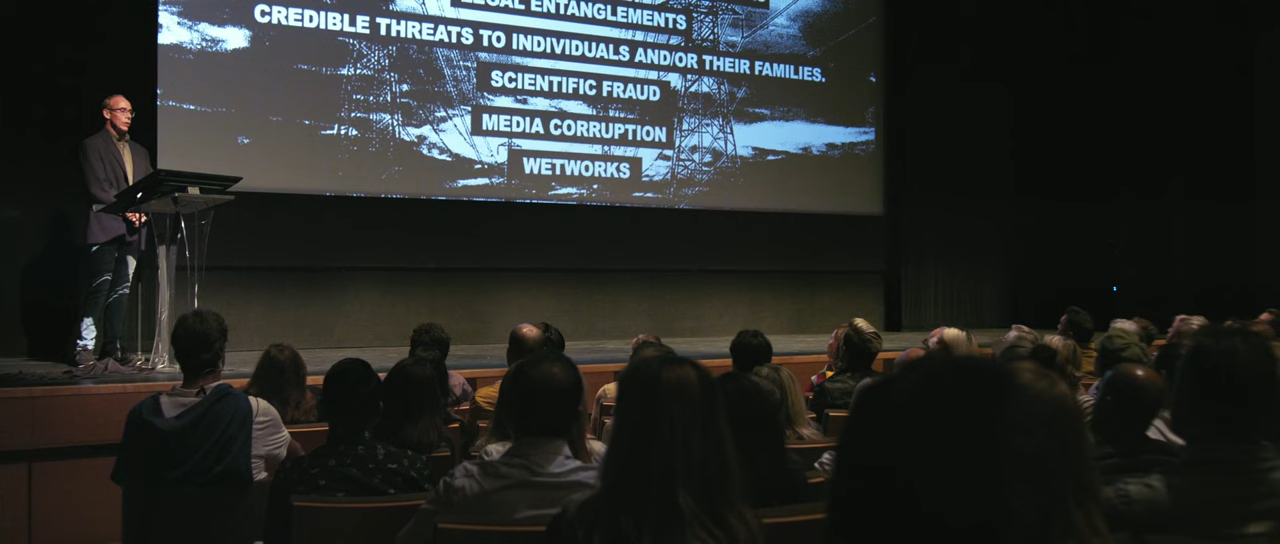 LEGAL ENTANGLEMENTS
CREDIBLE THREATS TO INDIVIDUALS AND/OR THEIR FAMILIES.
SCIENTIFIC FRAUD
MEDIA CORRUPTION
WETWORKS